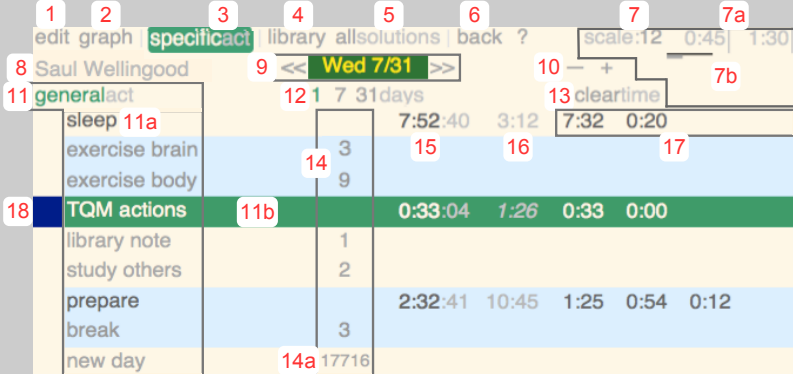 1 2 3 4 5 6 7 7a
edit graph | specificact | library allsolutions | back ? scale:12 0:45| 1:30
8 Saul Wellingood 9 << Wed 7/31 >> 10 — + 7b
11 generalact 12 1 7 31days 13 cleartime
sleep 11a 7:52:40 3:12 7:32 0:20
exercise brain 14 3 15 16 17
exercise body 9
18 TQM actions 11b 0:33:04 1:26 0:33 0:00
library note 1
study others 2
prepare 2:32:41 10:45 1:25 0:54 0:12
break 3
new day 14a 17716